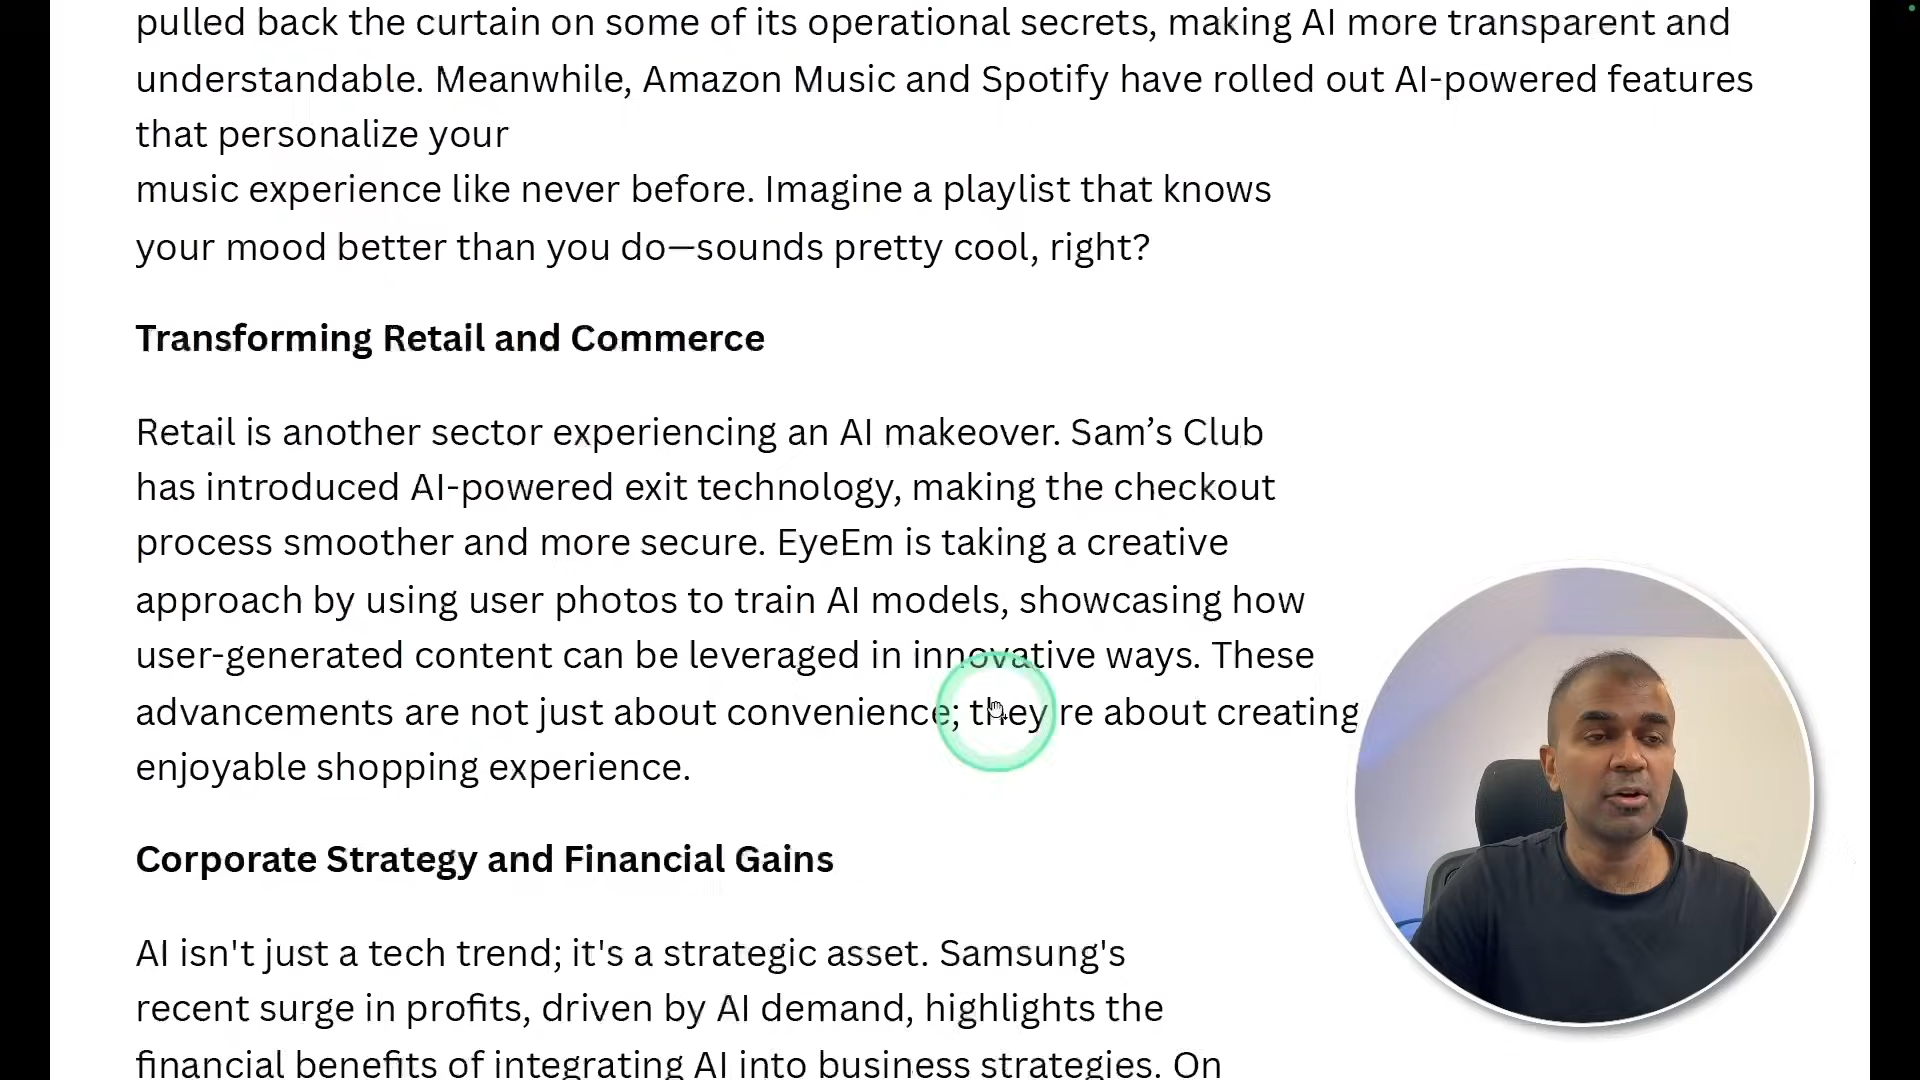 pulled back the curtain on some of its operational secrets, making AI more transparent and
understandable. Meanwhile, Amazon Music and Spotify have rolled out AI-powered features
that personalize your
music experience like never before. Imagine a playlist that knows
your mood better than you do—sounds pretty cool, right?
Transforming Retail and Commerce
Retail is another sector experiencing an AI makeover. Sam’s Club
has introduced AI-powered exit technology, making the checkout
process smoother and more secure. EyeEm is taking a creative
approach by using user photos to train AI models, showcasing how
user-generated content can be leveraged in innovative ways. These
advancements are not just about convenience; they're about creating
enjoyable shopping experience.
Corporate Strategy and Financial Gains
AI isn't just a tech trend; it's a strategic asset. Samsung's
recent surge in profits, driven by AI demand, highlights the
financial benefits of integrating AI into business strategies. On